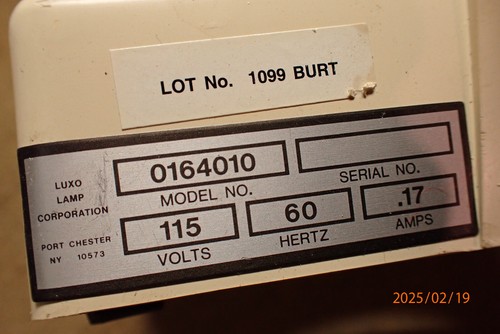 LOT No. 1099 BURT
LUXO
LAMP
CORPORATION
PORT CHESTER
NY 10573
0164010
MODEL NO.
SERIAL NO.
115
VOLTS
60
HERTZ
.17
AMPS
2025/02/19